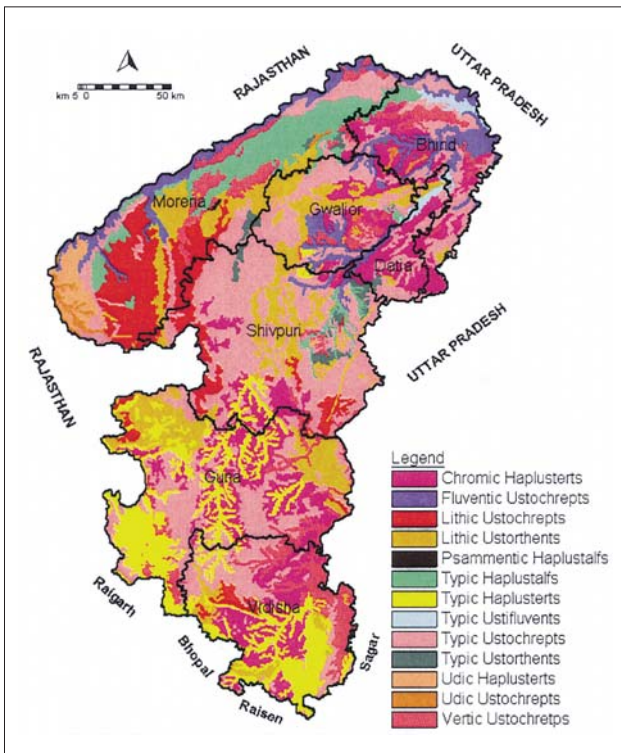 RAJASTHAN
UTTAR PRADESH
km 5 0 50 km
Bhind
Morena
Gwalior
Datia
Shivpuri
UTTAR PRADESH
RAJASTHAN
Guna
Legend
Chromic Haplusterts
Fluventic Ustochrepts
Lithic Ustochrepts
Lithic Ustorthents
Psammentic Haplustalfs
Typic Haplustalfs
Typic Haplusterts
Typic Ustifluvents
Typic Ustochrepts
Typic Ustorthents
Udic Haplusterts
Udic Ustochrepts
Vertic Ustochretps
Raigarh
Vidisha
Bhopal
Sagar
Raisen